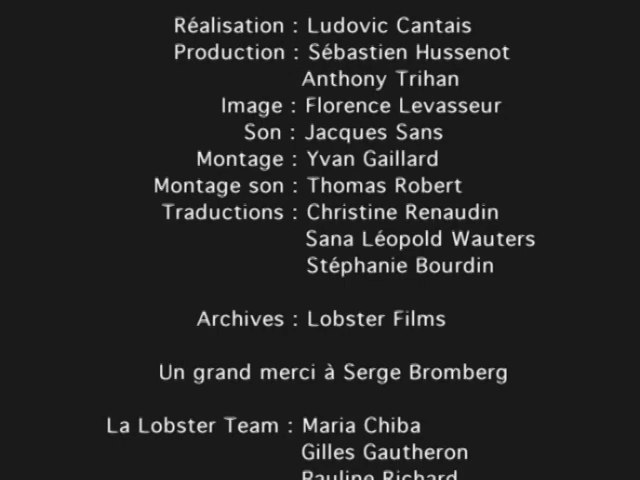 Réalisation : Ludovic Cantais
Production : Sébastien Hussenot
Anthony Trihan
Image : Florence Levasseur
Son : Jacques Sans
Montage : Yvan Gaillard
Montage son : Thomas Robert
Traductions : Christine Renaudin
Sana Léopold Wauters
Stéphanie Bourdin
Archives : Lobster Films
Un grand merci à Serge Bromberg
La Lobster Team : Maria Chiba
Gilles Gautheron
Pauline Richard